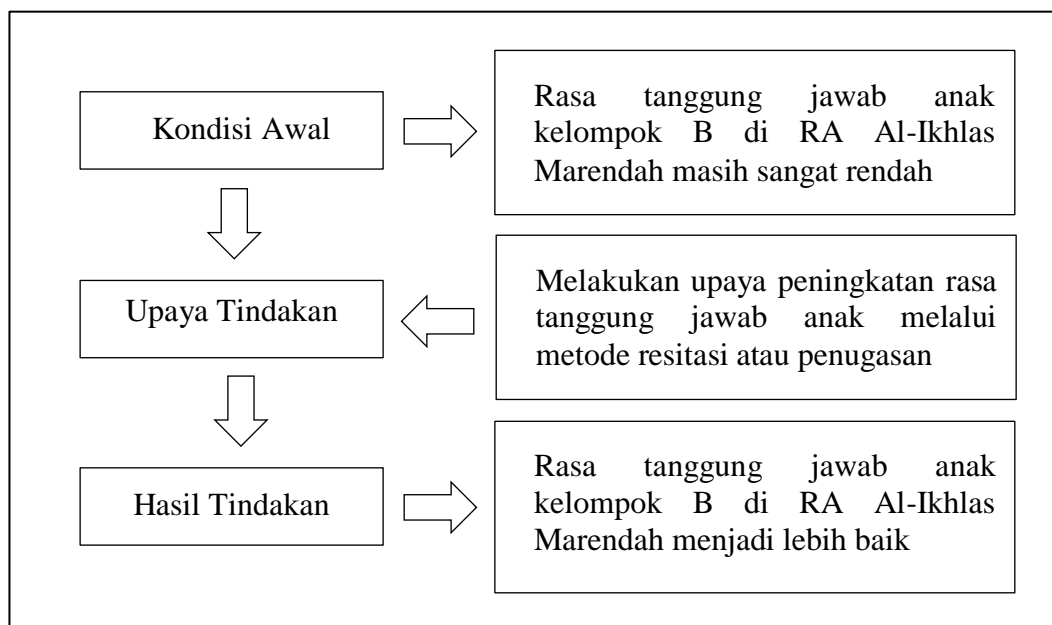 Kondisi Awal
Rasa tanggung jawab anak
kelompok B di RA Al-Ikhlas
Marendah masih sangat rendah
Upaya Tindakan
Melakukan upaya peningkatan rasa
tanggung jawab anak melalui
metode resitasi atau penugasan
Hasil Tindakan
Rasa tanggung jawab anak
kelompok B di RA Al-Ikhlas
Marendah menjadi lebih baik